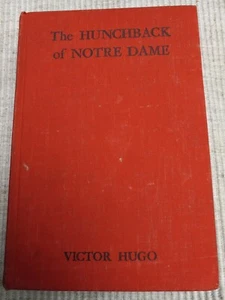 The HUNCHBACK
of NOTRE DAME
VICTOR HUGO